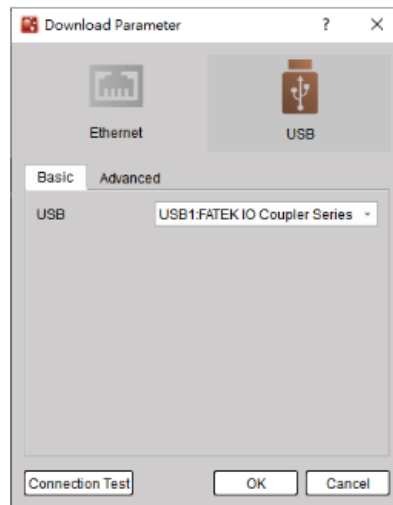 Download Parameter ? ×
Ethernet USB
Basic Advanced
USB USB1:FATEK IO Coupler Series
Connection Test OK Cancel